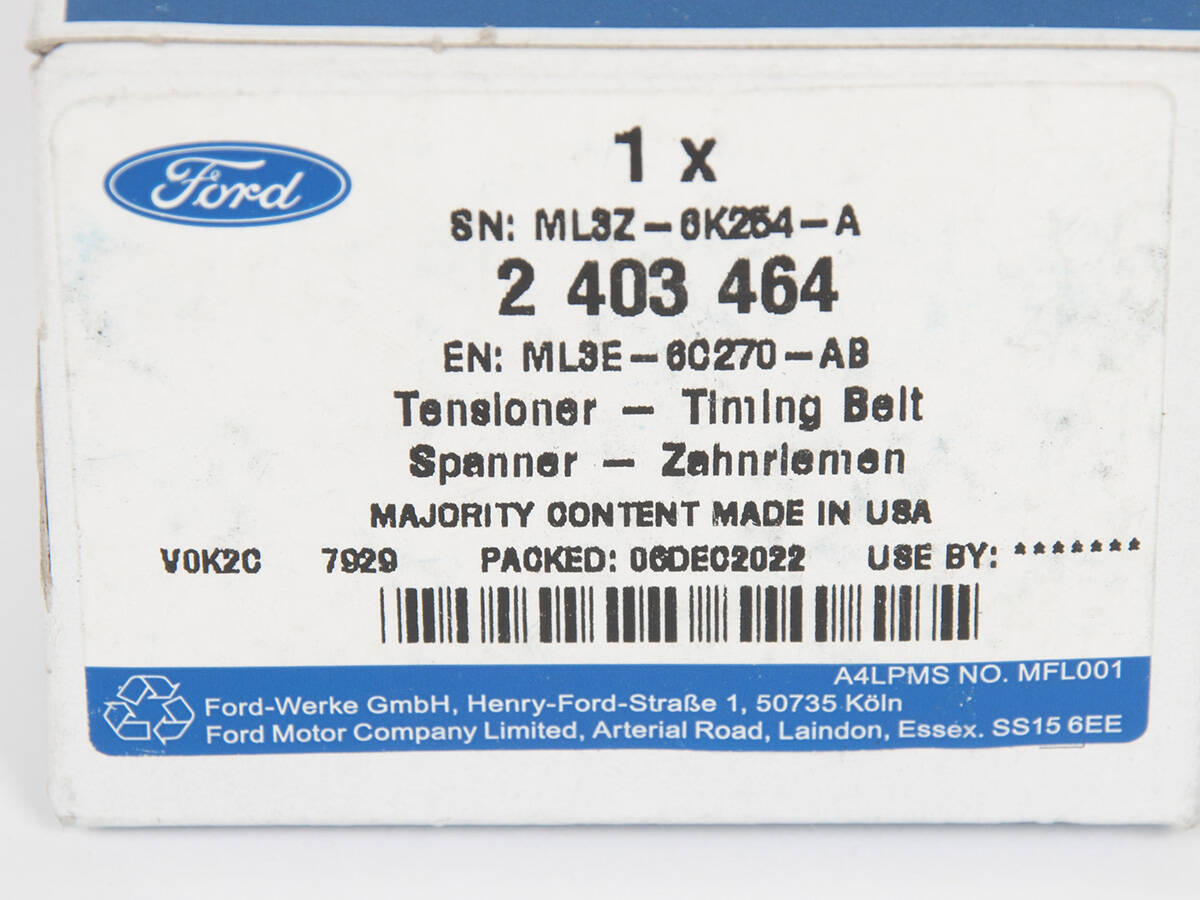 Ford
1 x
SN: ML3Z-6K254-A
2 403 464
EN: ML3E-6C270-AB
Tensioner - Timing Belt
Spanner - Zahnriemen
MAJORITY CONTENT MADE IN USA
V0K2C 7929 PACKED: 06DEC2022 USE BY: *******
A4LPMS NO. MFL001
Ford-Werke GmbH, Henry-Ford-Straße 1, 50735 Köln
Ford Motor Company Limited, Arterial Road, Laindon, Essex. SS15 6EE